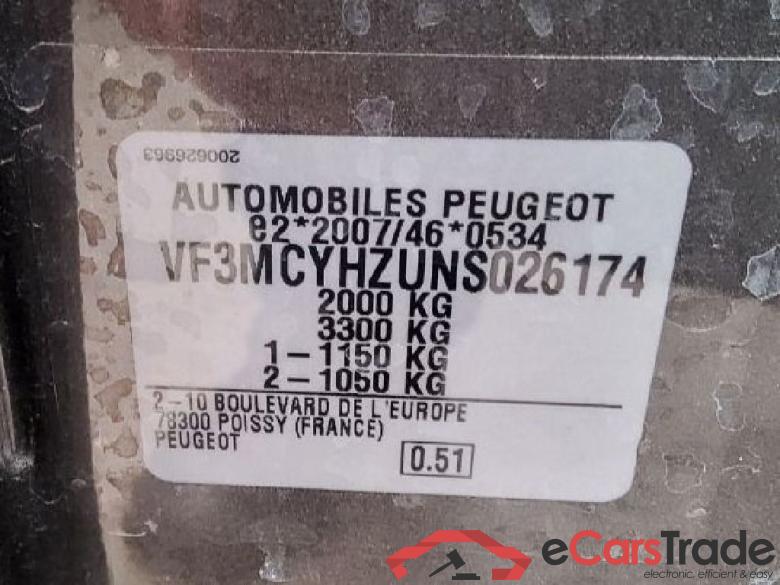 200626963
AUTOMOBILES PEUGEOT
e2*2007/46*0534
VF3MCYHZUNS026174
2000 KG
3300 KG
1-1150 KG
2-1050 KG
2-10 BOULEVARD DE L'EUROPE
78300 POISSY (FRANCE)
PEUGEOT
0.51
eCarsTrade
electronic, efficient & easy